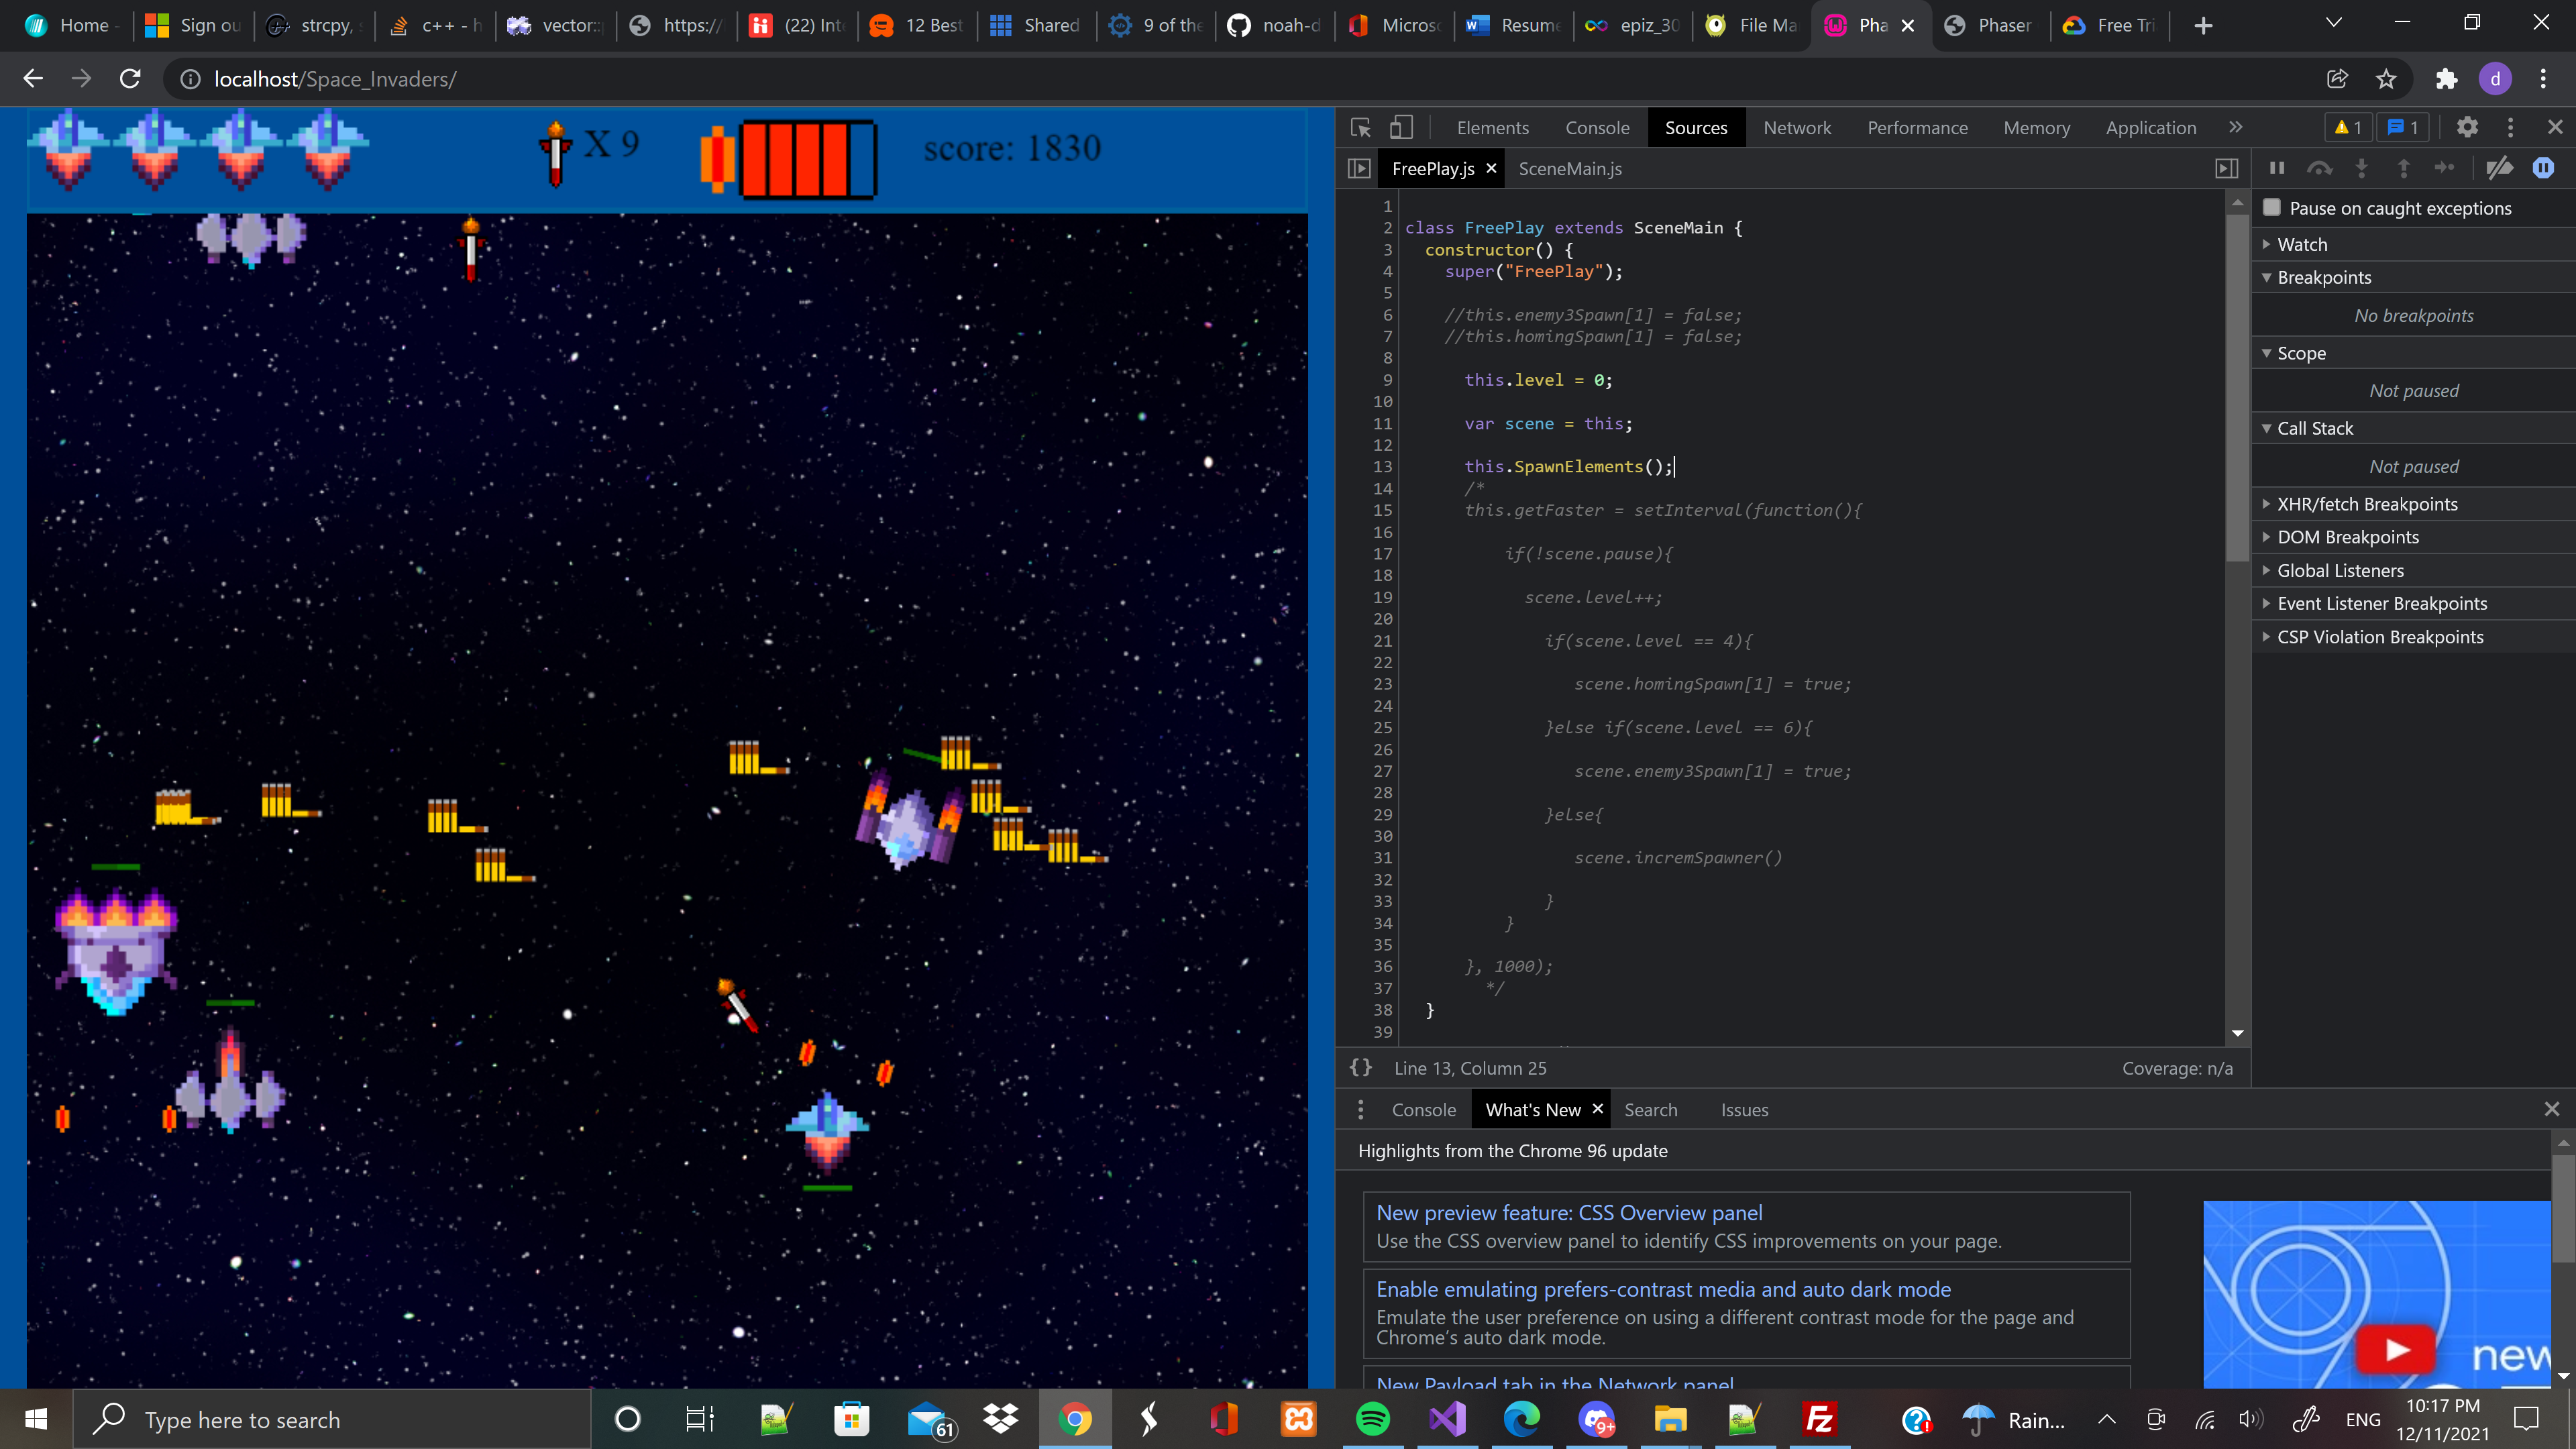 Home
Sign ou
strcpy,
c++ - h
vector::
https://
(22) Int
12 Best
Shared
9 of the
noah-d
Micros
Resume
epiz_30
File Ma
Pha
Phaser
Free Tri
localhost/Space_Invaders/
d
X 9
score: 1830
Elements
Console
Sources
Network
Performance
Memory
Application
1
1
FreePlay.js
SceneMain.js
1
2 class FreePlay extends SceneMain {
3 constructor() {
4 super("FreePlay");
5
6 //this.enemy3Spawn[1] = false;
7 //this.homingSpawn[1] = false;
8
9 this.level = 0;
10
11 var scene = this;
12
13 this.SpawnElements();
14 /*
15 this.getFaster = setInterval(function(){
16
17 if(!scene.pause){
18
19 scene.level++;
20
21 if(scene.level == 4){
22
23 scene.homingSpawn[1] = true;
24
25 }else if(scene.level == 6){
26
27 scene.enemy3Spawn[1] = true;
28
29 }else{
30
31 scene.incremSpawner()
32
33 }
34 }
35
36 }, 1000);
37 */
38 }
39
{} Line 13, Column 25
Coverage: n/a
Pause on caught exceptions
Watch
Breakpoints
No breakpoints
Scope
Not paused
Call Stack
Not paused
XHR/fetch Breakpoints
DOM Breakpoints
Global Listeners
Event Listener Breakpoints
CSP Violation Breakpoints
Console
What's New
Search
Issues
Highlights from the Chrome 96 update
New preview feature: CSS Overview panel
Use the CSS overview panel to identify CSS improvements on your page.
Enable emulating prefers-contrast media and auto dark mode
Emulate the user preference on using a different contrast mode for the page and
Chrome's auto dark mode.
New Payload tab in the Network panel
new
Type here to search
61
9+
Fz
Rain...
ENG
10:17 PM
12/11/2021